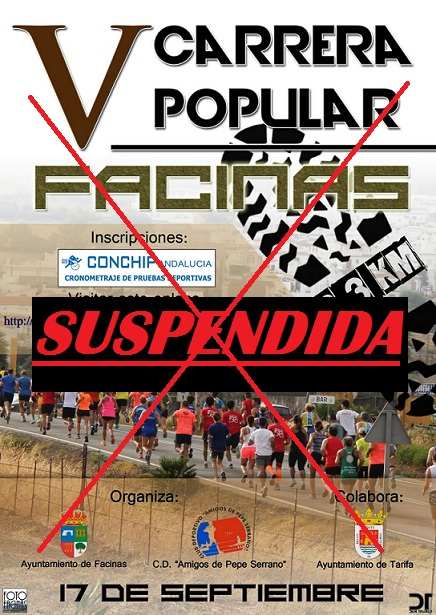 V CARRERA
POPULAR
FACINAS
Inscripciones:
CONCHIP ANDALUCIA
CRONOMETRAJE DE PRUEBAS DEPORTIVAS
http:/
KM
SUSPENDIDA
BAR
Organiza:
Colabora:
Ayuntamiento de Facinas
C.D. "Amigos de Pepe Serrano"
Ayuntamiento de Tarifa
17 DE SEPTIEMBRE